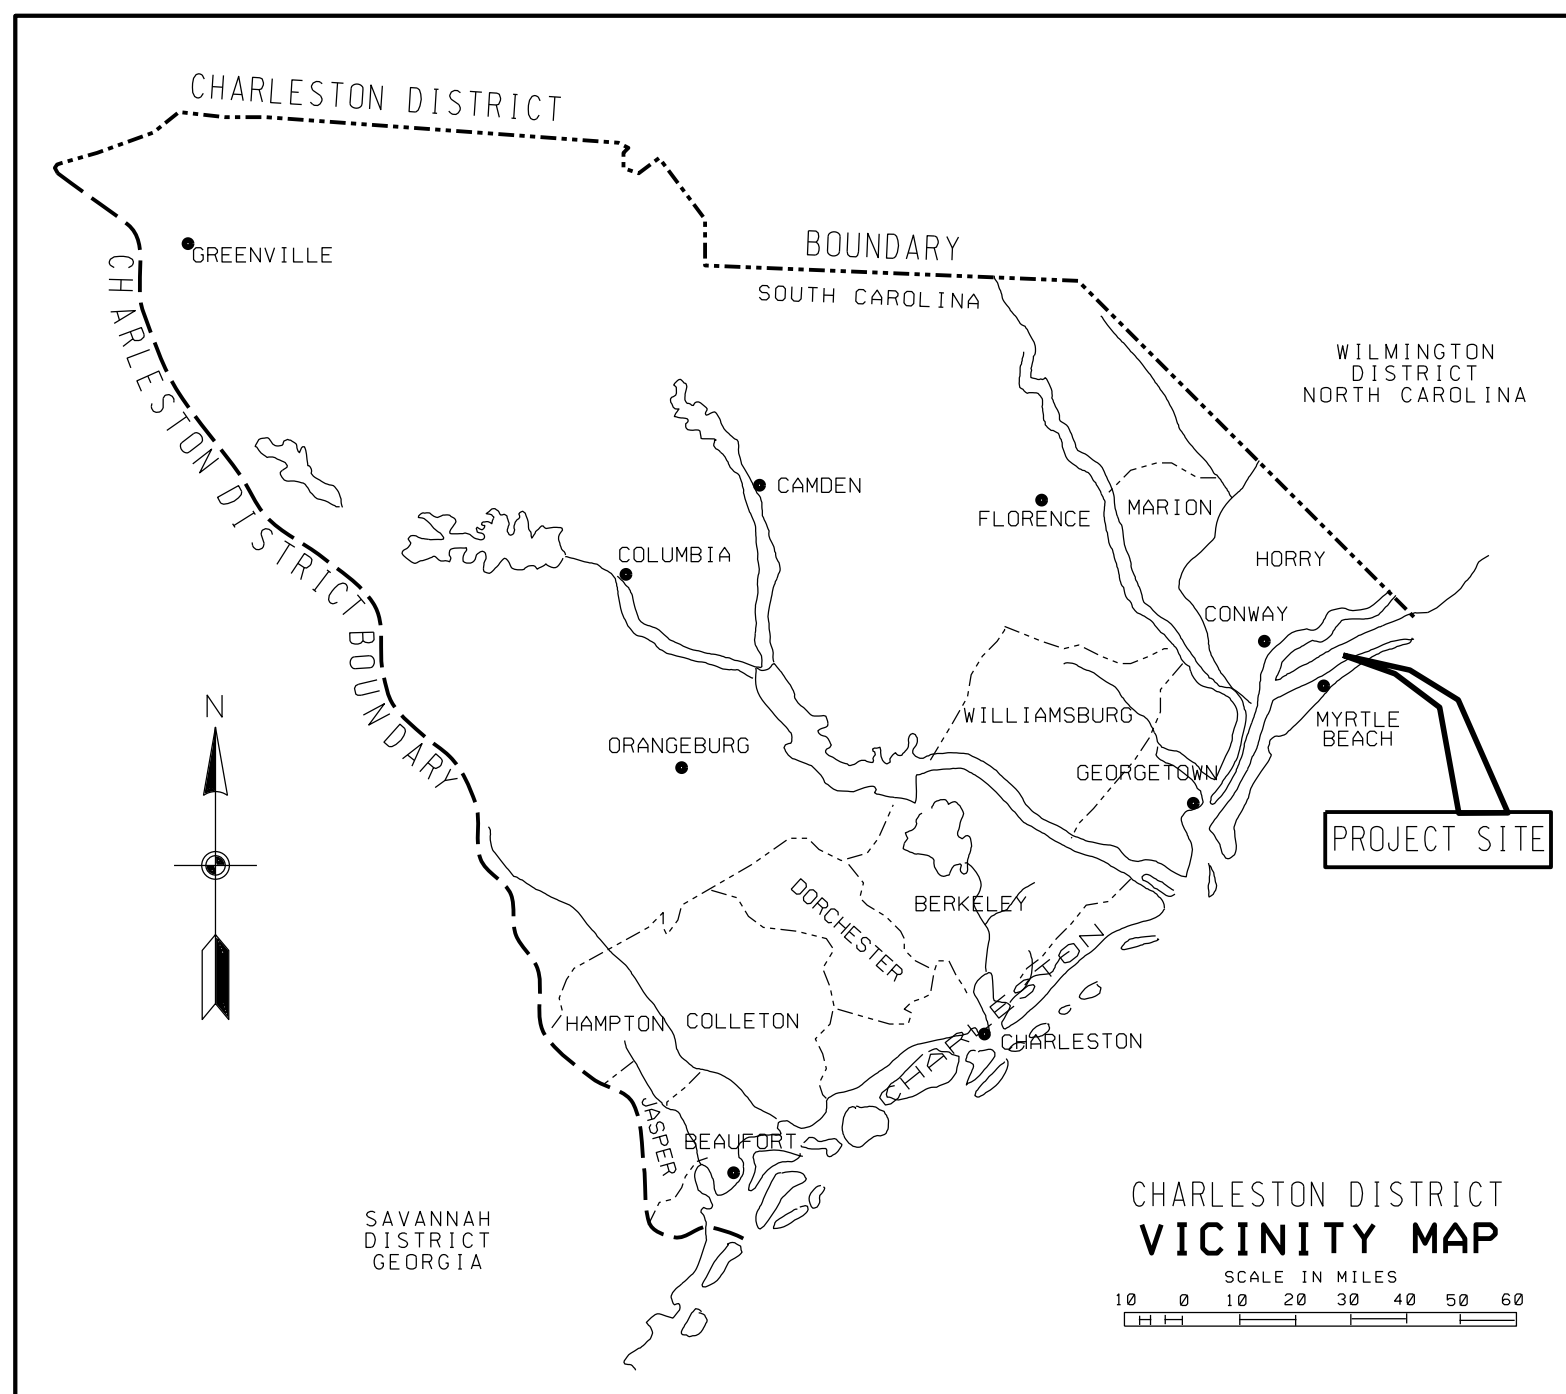 CHARLESTON DISTRICT
BOUNDARY
SOUTH CAROLINA
GREENVILLE
CHARLESTON DISTRICT BOUNDARY
WILMINGTON
DISTRICT
NORTH CAROLINA
CAMDEN
FLORENCE
MARION
HORRY
COLUMBIA
CONWAY
N
WILLIAMSBURG
MYRTLE
BEACH
ORANGEBURG
GEORGETOWN
PROJECT SITE
DORCHESTER
BERKELEY
CHARLESTON
HAMPTON
COLLETON
CHARLESTON
JASPER
BEAUFORT
SAVANNAH
DISTRICT
GEORGIA
CHARLESTON DISTRICT
VICINITY MAP
SCALE IN MILES
10 0 10 20 30 40 50 60